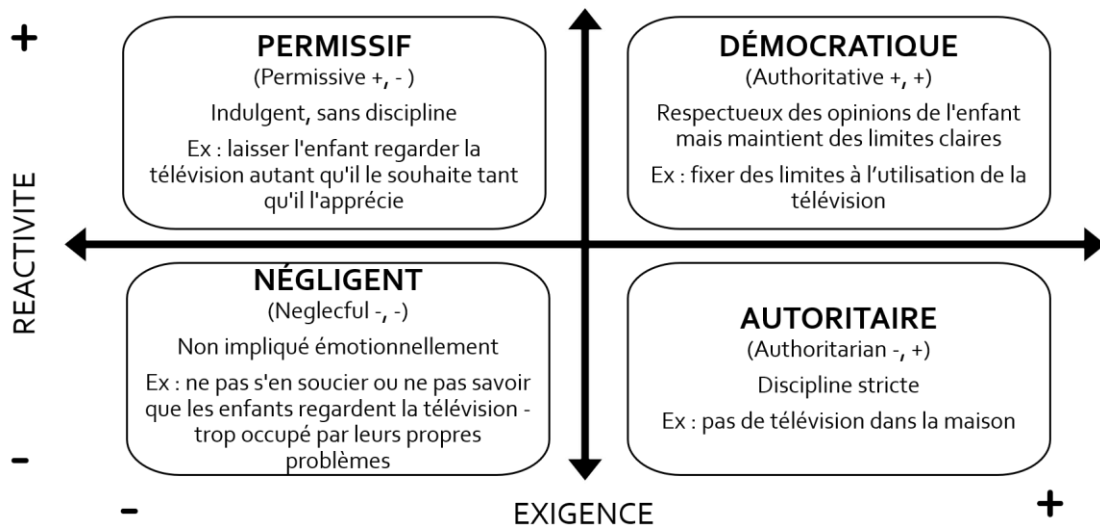 +
PERMISSIF
(Permissive +, - )
Indulgent, sans discipline
Ex : laisser l'enfant regarder la
télévision autant qu'il le souhaite tant
qu'il l'apprécie
DÉMOCRATIQUE
(Authoritative +, +)
Respectueux des opinions de l'enfant
mais maintient des limites claires
Ex : fixer des limites à l’utilisation de la
télévision
REACTIVITE
NÉGLIGENT
(Neglecful -, -)
Non impliqué émotionnellement
Ex : ne pas s'en soucier ou ne pas savoir
que les enfants regardent la télévision -
trop occupé par leurs propres
problèmes
AUTORITAIRE
(Authoritarian -, +)
Discipline stricte
Ex : pas de télévision dans la maison
-
-
EXIGENCE
+